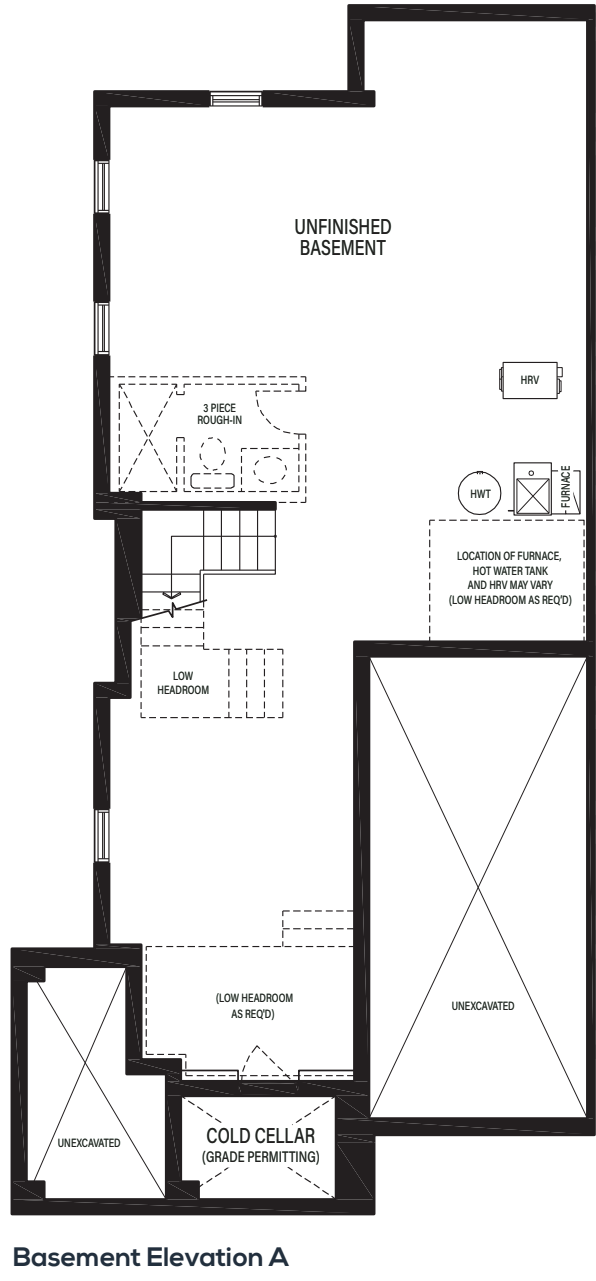 UNFINISHED
BASEMENT
HRV
3 PIECE
ROUGH-IN
HWT
FURNACE
LOCATION OF FURNACE,
HOT WATER TANK
AND HRV MAY VARY
(LOW HEADROOM AS REQ'D)
LOW
HEADROOM
(LOW HEADROOM
AS REQ'D)
UNEXCAVATED
UNEXCAVATED
COLD CELLAR
(GRADE PERMITTING)
Basement Elevation A